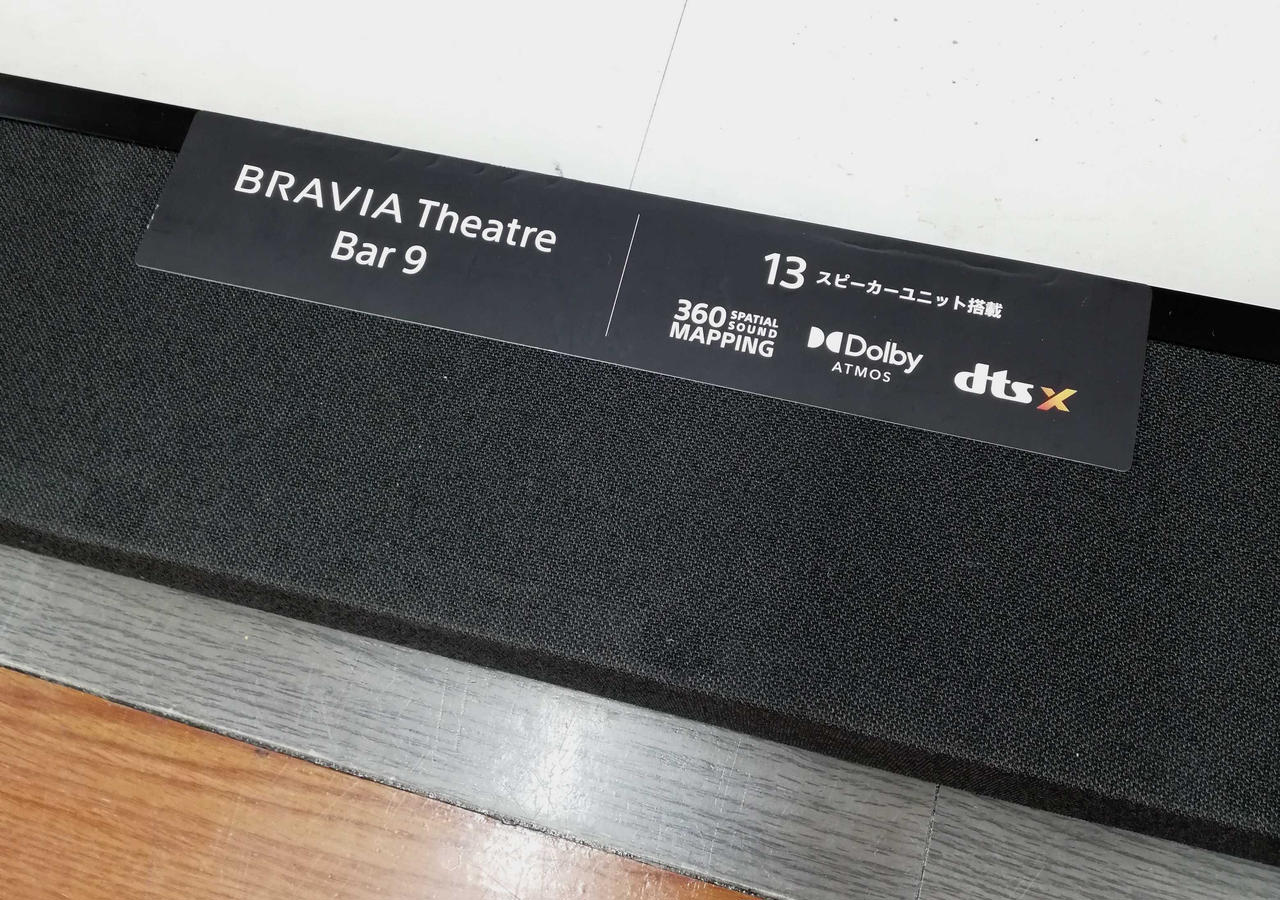 BRAVIA Theatre
Bar 9
13 スピーカーユニット搭載
360 SPATIAL SOUND MAPPING
Dolby ATMOS
dts X